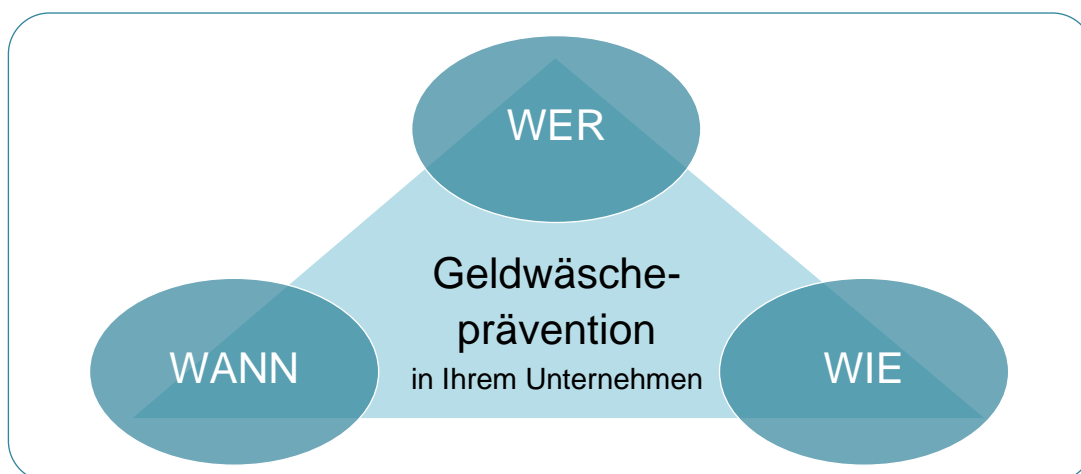 WER
Geldwäsche-
prävention
in Ihrem Unternehmen
WANN
WIE